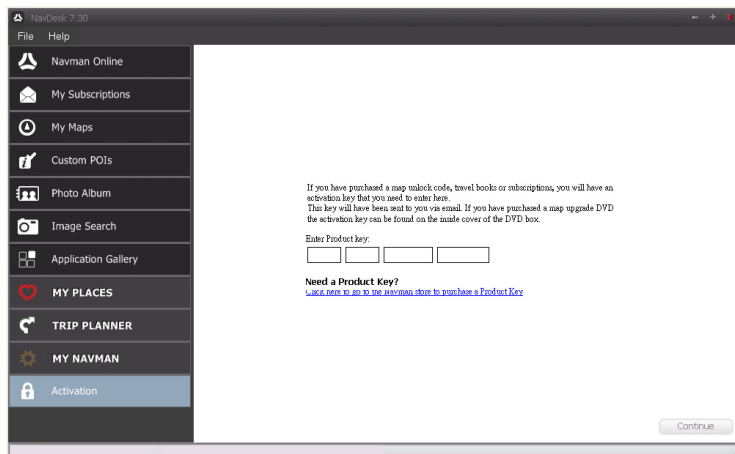 NavDesk 7.30
File Help
Navman Online
My Subscriptions
My Maps
Custom POIs
Photo Album
Image Search
Application Gallery
MY PLACES
TRIP PLANNER
MY NAVMAN
Activation
If you have purchased a map unlock code, travel books or subscriptions, you will have an
activation key that you need to enter here.
This key will have been sent to you via email. If you have purchased a map upgrade DVD
the activation key can be found on the inside cover of the DVD box.
Enter Product key:
Need a Product Key?
Click here to go to the Navman store to purchase a Product Key
Continue